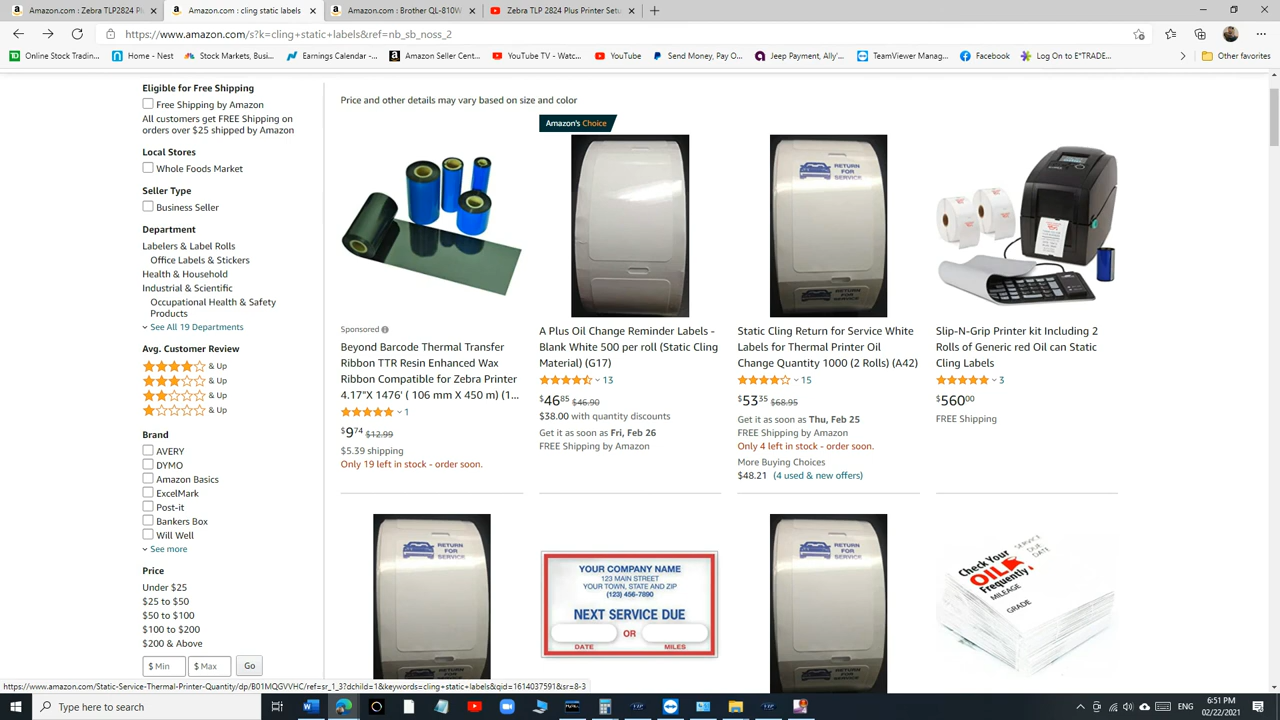 Amazon.com : Zebra TLP2824 Pl
Amazon.com : cling static labels
Amazon.com : Brother QL-810W
Zebra TLP 2824 Plus Printer Setu
https://www.amazon.com/s?k=cling+static+labels&ref=nb_sb_noss_2
Online Stock Tradin...
Home - Nest
Stock Markets, Busi...
Earnings Calendar -...
Amazon Seller Cent...
YouTube TV - Watc...
YouTube
Send Money, Pay O...
Jeep Payment, Ally'...
TeamViewer Manag...
Facebook
Log On to E*TRADE...
Other favorites
Eligible for Free Shipping
Free Shipping by Amazon
All customers get FREE Shipping on
orders over $25 shipped by Amazon
Local Stores
Whole Foods Market
Seller Type
Business Seller
Department
Labelers & Label Rolls
Office Labels & Stickers
Health & Household
Industrial & Scientific
Occupational Health & Safety
Products
See All 19 Departments
Avg. Customer Review
& Up
& Up
& Up
& Up
Brand
AVERY
DYMO
Amazon Basics
ExcelMark
Post-it
Bankers Box
Will Well
See more
Price
Under $25
$25 to $50
$50 to $100
$100 to $200
$200 & Above
$ Min
$ Max
Go
Price and other details may vary based on size and color
Sponsored
Beyond Barcode Thermal Transfer
Ribbon TTR Resin Enhanced Wax
Ribbon Compatible for Zebra Printer
4.17"X 1476' ( 106 mm X 450 m) (1...
1
$9 74 $12.99
$5.39 shipping
Only 19 left in stock - order soon.
Amazon's Choice
A Plus Oil Change Reminder Labels -
Blank White 500 per roll (Static Cling
Material) (G17)
13
$46 85 $46.90
$38.00 with quantity discounts
Get it as soon as Fri, Feb 26
FREE Shipping by Amazon
RETURN
FOR
SERVICE
RETURN FOR
SERVICE
Static Cling Return for Service White
Labels for Thermal Printer Oil
Change Quantity 1000 (2 Rolls) (A42)
15
$53 35 $68.95
Get it as soon as Thu, Feb 25
FREE Shipping by Amazon
Only 4 left in stock - order soon.
More Buying Choices
$48.21 (4 used & new offers)
Slip-N-Grip Printer kit Including 2
Rolls of Generic red Oil can Static
Cling Labels
3
$560 00
FREE Shipping
RETURN
FOR
SERVICE
YOUR COMPANY NAME
123 MAIN STREET
YOUR TOWN, STATE AND ZIP
(123) 456-7890
NEXT SERVICE DUE
OR
DATE
MILES
RETURN
FOR
SERVICE
Check Your
OIL
Frequently
SERVICE
DUE
DATE
MILEAGE
GRADE
https://www.amazon.com/Static-Service-Thermal-Printer-Quantity/dp/B01MQGVVHC/ref=sr_1_3?dchild=1&keywords=cling+static+labels&qid=1614037591&sr=8-3
Type here to search
6:51 PM
02/22/2021